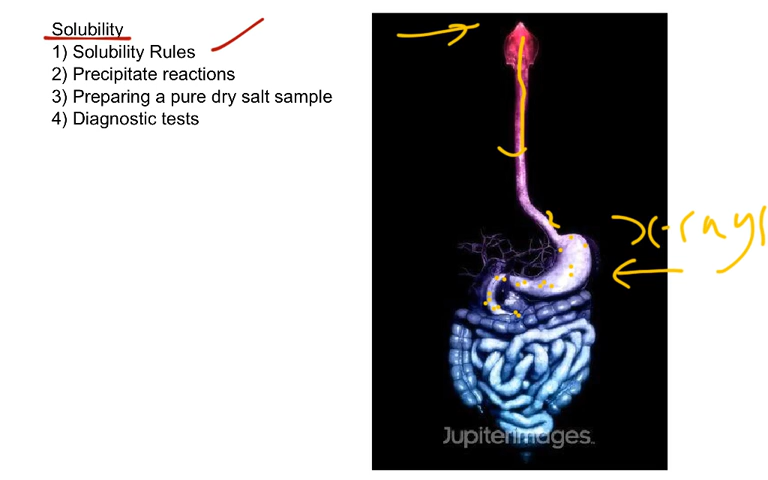 Solubility
1) Solubility Rules
2) Precipitate reactions
3) Preparing a pure dry salt sample
4) Diagnostic tests
x-rays
Jupiterimages